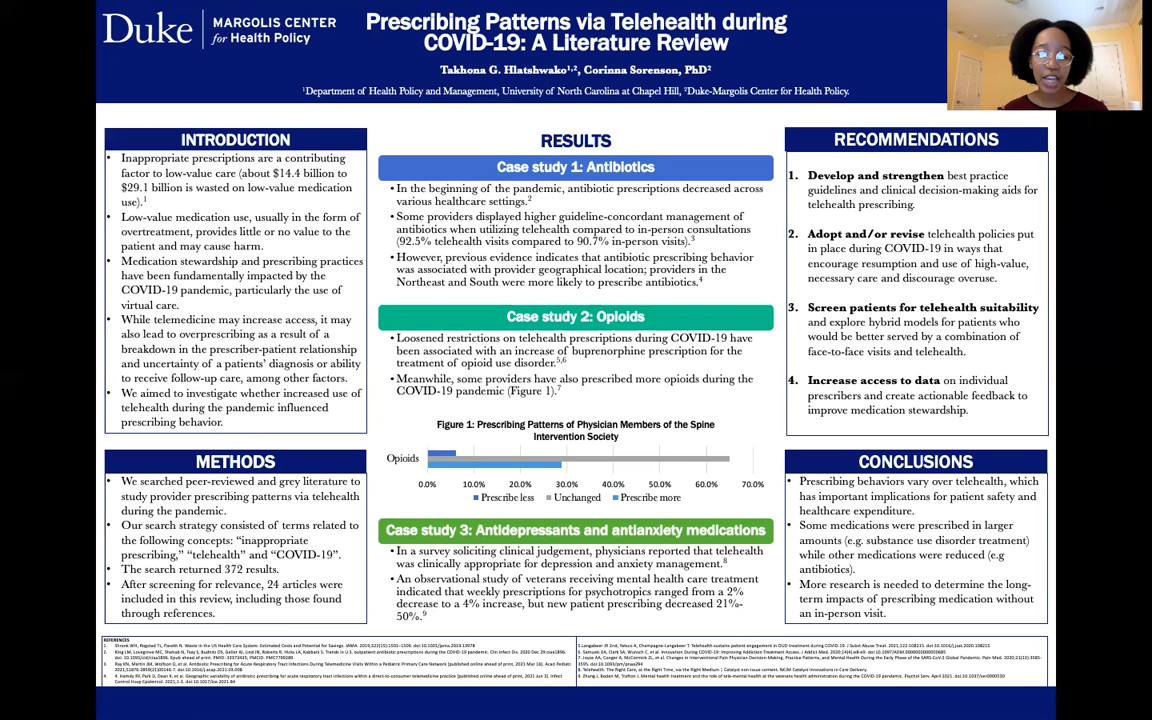 Duke
MARGOLIS CENTER
for Health Policy
Prescribing Patterns via Telehealth during
COVID-19: A Literature Review
Takhona G. Hlatshwako1,2, Corinna Sorenson, PhD2
1Department of Health Policy and Management, University of North Carolina at Chapel Hill, 2Duke-Margolis Center for Health Policy.
INTRODUCTION
• Inappropriate prescriptions are a contributing
factor to low-value care (about $14.4 billion to
$29.1 billion is wasted on low-value medication
use).1
• Low-value medication use, usually in the form of
overtreatment, provides little or no value to the
patient and may cause harm.
• Medication stewardship and prescribing practices
have been fundamentally impacted by the
COVID-19 pandemic, particularly the use of
virtual care.
• While telemedicine may increase access, it may
also lead to overprescribing as a result of a
breakdown in the prescriber-patient relationship
and uncertainty of a patients' diagnosis or ability
to receive follow-up care, among other factors.
• We aimed to investigate whether increased use of
telehealth during the pandemic influenced
prescribing behavior.
METHODS
• We searched peer-reviewed and grey literature to
study provider prescribing patterns via telehealth
during the pandemic.
• Our search strategy consisted of terms related to
the following concepts: "inappropriate
prescribing," "telehealth" and "COVID-19".
• The search returned 372 results.
• After screening for relevance, 24 articles were
included in this review, including those found
through references.
RESULTS
Case study 1: Antibiotics
• In the beginning of the pandemic, antibiotic prescriptions decreased across
various healthcare settings.2
• Some providers displayed higher guideline-concordant management of
antibiotics when utilizing telehealth compared to in-person consultations
(92.5% telehealth visits compared to 90.7% in-person visits).3
• However, previous evidence indicates that antibiotic prescribing behavior
was associated with provider geographical location; providers in the
Northeast and South were more likely to prescribe antibiotics.4
Case study 2: Opioids
• Loosened restrictions on telehealth prescriptions during COVID-19 have
been associated with an increase of buprenorphine prescription for the
treatment of opioid use disorder.5,6
• Meanwhile, some providers have also prescribed more opioids during the
COVID-19 pandemic (Figure 1).7
Figure 1: Prescribing Patterns of Physician Members of the Spine
Intervention Society
Opioids
0.0% 10.0% 20.0% 30.0% 40.0% 50.0% 60.0% 70.0%
Prescribe less Unchanged Prescribe more
Case study 3: Antidepressants and antianxiety medications
• In a survey soliciting clinical judgement, physicians reported that telehealth
was clinically appropriate for depression and anxiety management.8
• An observational study of veterans receiving mental health care treatment
indicated that weekly prescriptions for psychotropics ranged from a 2%
decrease to a 4% increase, but new patient prescribing decreased 21%-
50%.9
RECOMMENDATIONS
1. Develop and strengthen best practice
guidelines and clinical decision-making aids for
telehealth prescribing.
2. Adopt and/or revise telehealth policies put
in place during COVID-19 in ways that
encourage resumption and use of high-value,
necessary care and discourage overuse.
3. Screen patients for telehealth suitability
and explore hybrid models for patients who
would be better served by a combination of
face-to-face visits and telehealth.
4. Increase access to data on individual
prescribers and create actionable feedback to
improve medication stewardship.
CONCLUSIONS
• Prescribing behaviors vary over telehealth, which
has important implications for patient safety and
healthcare expenditure.
• Some medications were prescribed in larger
amounts (e.g. substance use disorder treatment)
while other medications were reduced (e.g
antibiotics).
• More research is needed to determine the long-
term impacts of prescribing medication without
an in-person visit.
REFERENCES